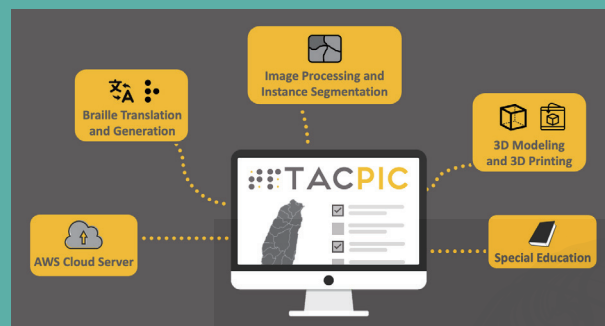 Image Processing and
Instance Segmentation
Braille Translation
and Generation
3D Modeling
and 3D Printing
TACPIC
AWS Cloud Server
Special Education